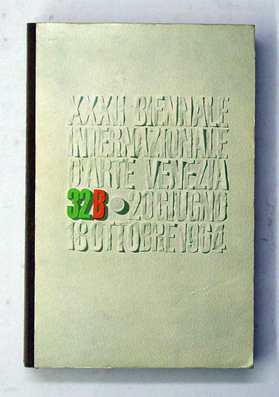 XXXII BIENNALE
INTERNAZIONALE
D'ARTE VENEZIA
32B • 20 GIUGNO
18 OTTOBRE 1964